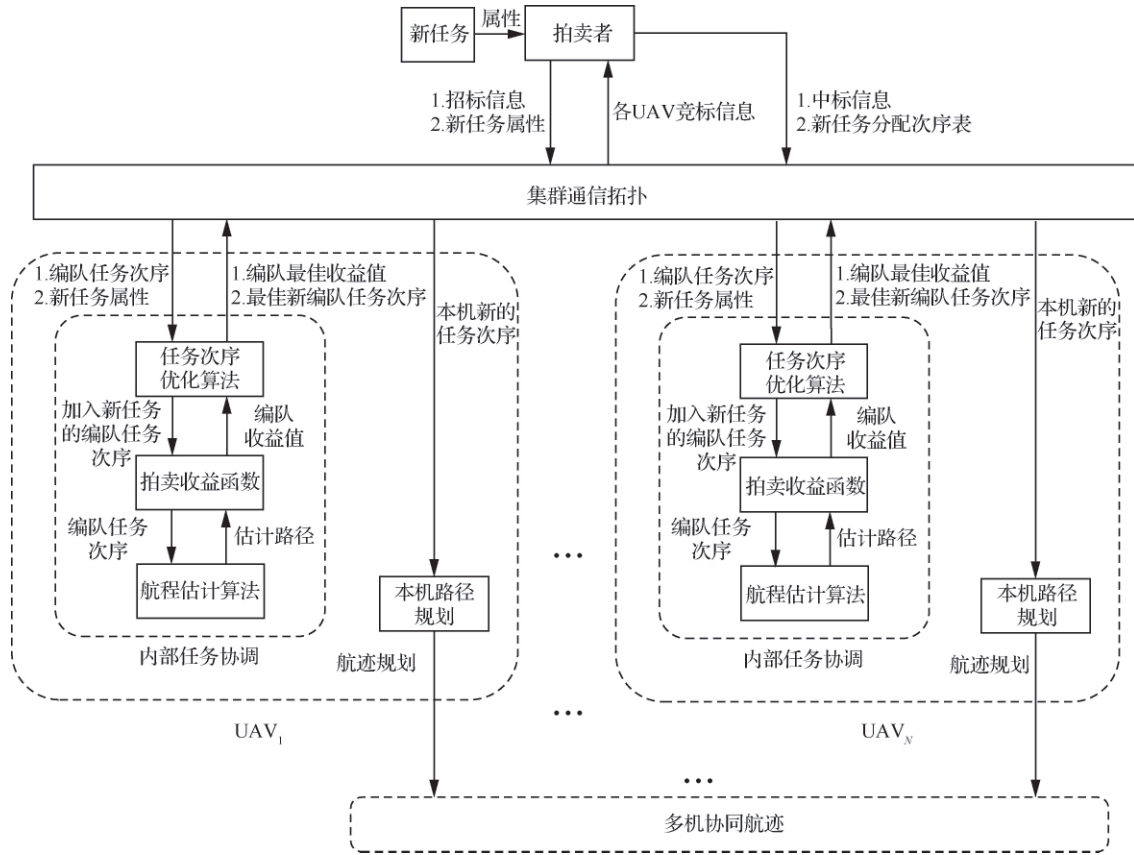 新任务
属性
拍卖者
1.招标信息
2.新任务属性
各UAV竞标信息
1.中标信息
2.新任务分配次序表
集群通信拓扑
1.编队任务次序
2.新任务属性
1.编队最佳收益值
2.最佳新编队任务次序
本机新的
任务次序
任务次序
优化算法
加入新任务
的编队任务
次序
编队
收益值
拍卖收益函数
编队任务
次序
估计路径
航程估计算法
本机路径
规划
内部任务协调
航迹规划
UAV₁
…
…
1.编队任务次序
2.新任务属性
1.编队最佳收益值
2.最佳新编队任务次序
本机新的
任务次序
任务次序
优化算法
加入新任务
的编队任务
次序
编队
收益值
拍卖收益函数
编队任务
次序
估计路径
航程估计算法
本机路径
规划
内部任务协调
航迹规划
UAV_N
…
多机协同航迹